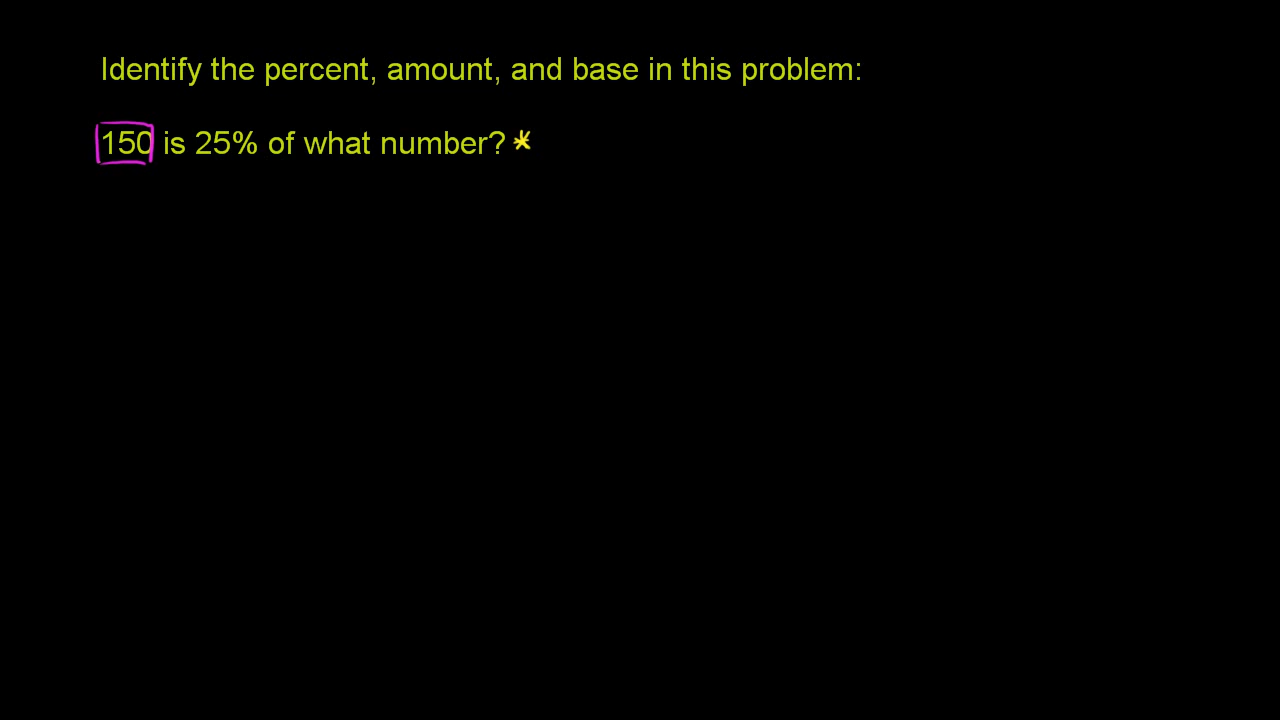 Identify the percent, amount, and base in this problem:
150 is 25% of what number?